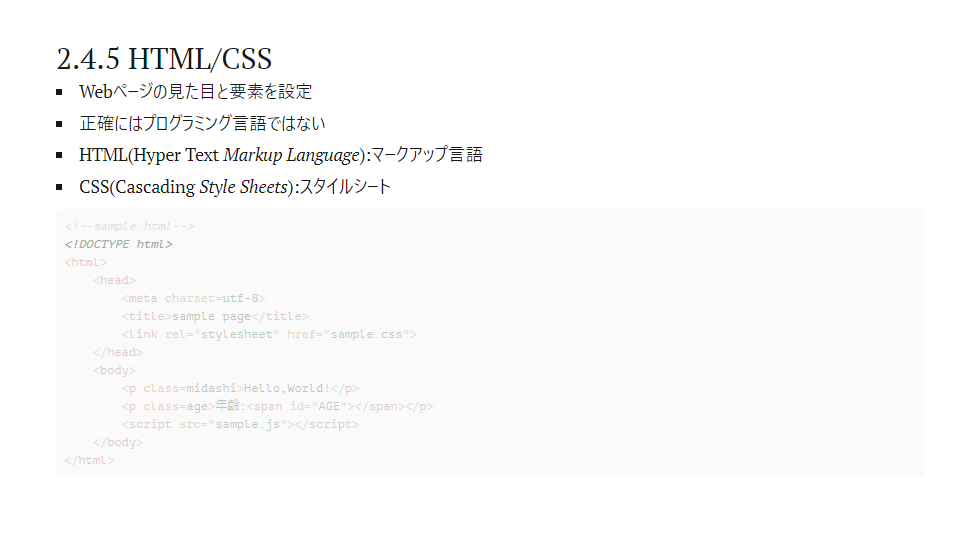 2.4.5 HTML/CSS
Webページの見た目と要素を設定
正確にはプログラミング言語ではない
HTML(Hyper Text Markup Language):マークアップ言語
CSS(Cascading Style Sheets):スタイルシート
<!--sample.html-->
<!DOCTYPE html>
<html>
    <head>
        <meta charset=utf-8>
        <title>sample page</title>
        <link rel="stylesheet" href="sample.css">
    </head>
    <body>
        <p class=midashi>Hello,World!</p>
        <p class=age>年齢:<span id="AGE"></span></p>
        <script src="sample.js"></script>
    </body>
</html>